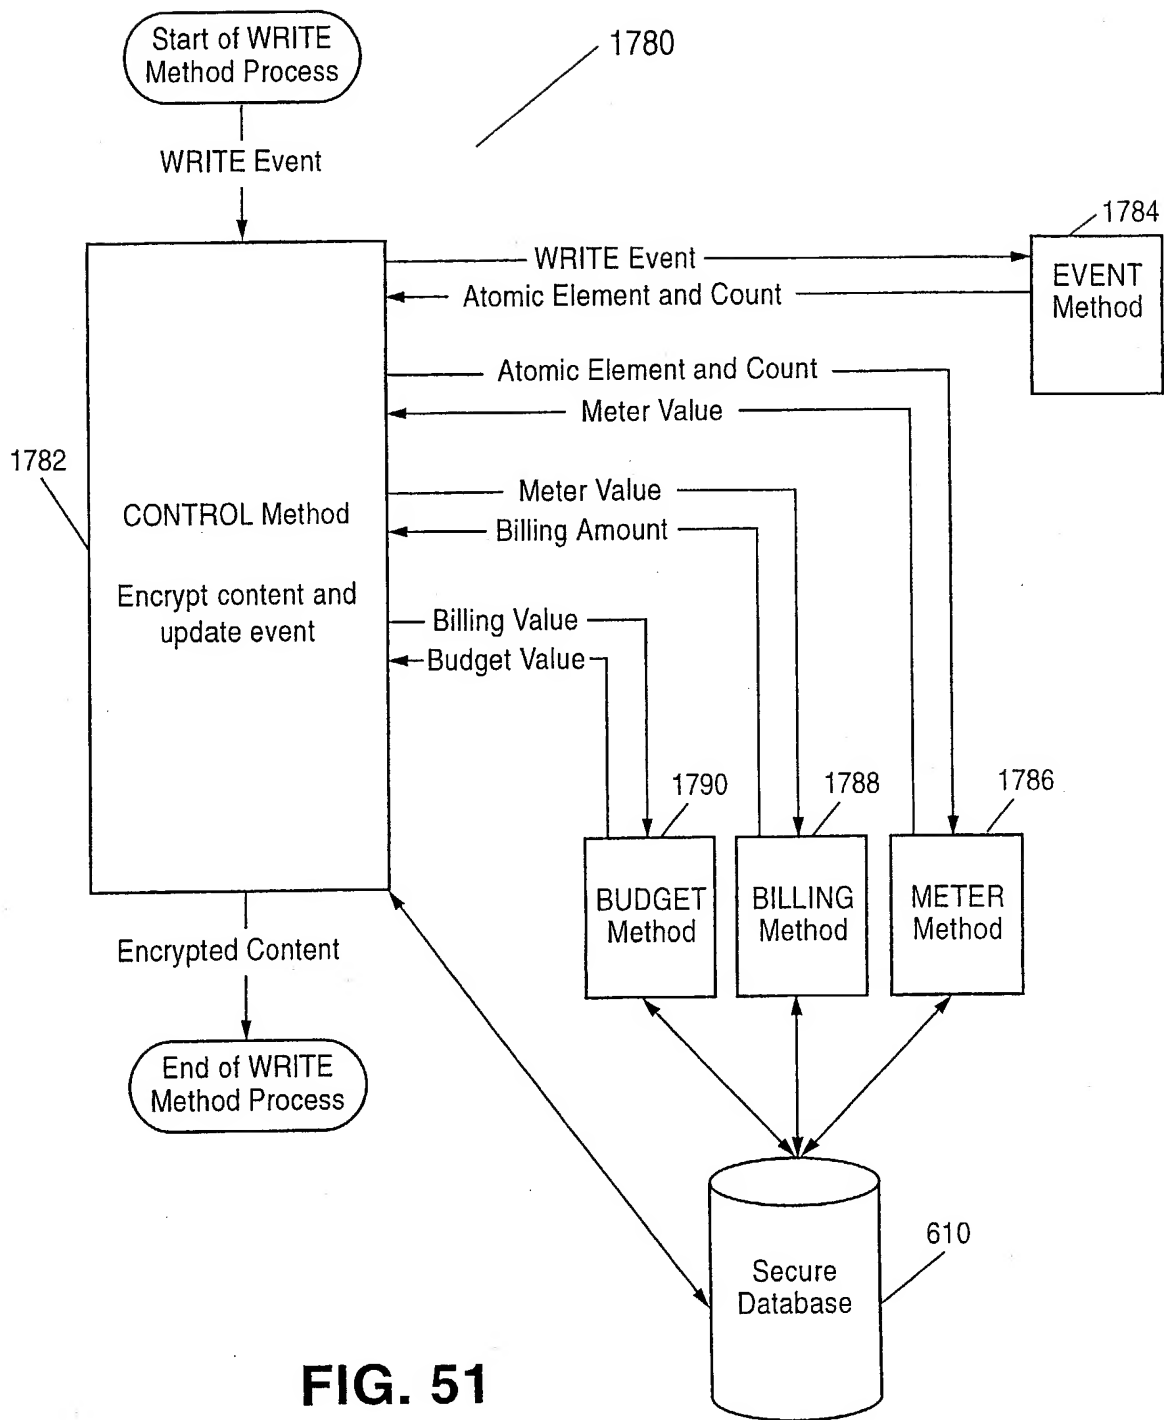 Start of WRITE
Method Process
1780
WRITE Event
1784
WRITE Event
EVENT
Method
Atomic Element and Count
Atomic Element and Count
Meter Value
1782
Meter Value
CONTROL Method
Billing Amount
Encrypt content and
update event
Billing Value
Budget Value
1790
1788
1786
BUDGET
Method
BILLING
Method
METER
Method
Encrypted Content
End of WRITE
Method Process
610
Secure
Database
FIG. 51